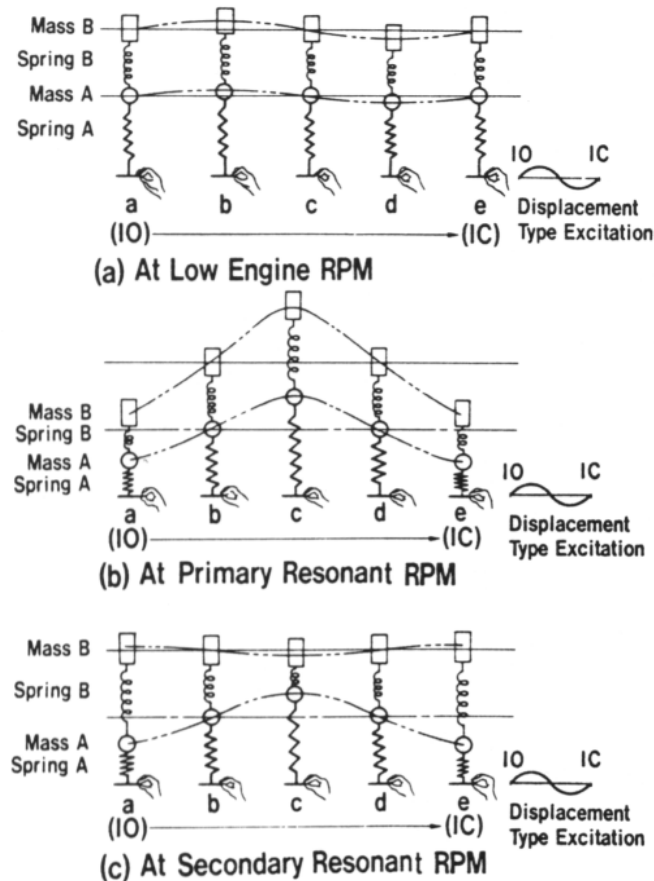 Mass B
Spring B
Mass A
Spring A
a b c d e
(IO) (IC)
IO IC
Displacement
Type Excitation
(a) At Low Engine RPM
Mass B
Spring B
Mass A
Spring A
a b c d e
(IO) (IC)
IO IC
Displacement
Type Excitation
(b) At Primary Resonant RPM
Mass B
Spring B
Mass A
Spring A
a b c d e
(IO) (IC)
IO IC
Displacement
Type Excitation
(c) At Secondary Resonant RPM